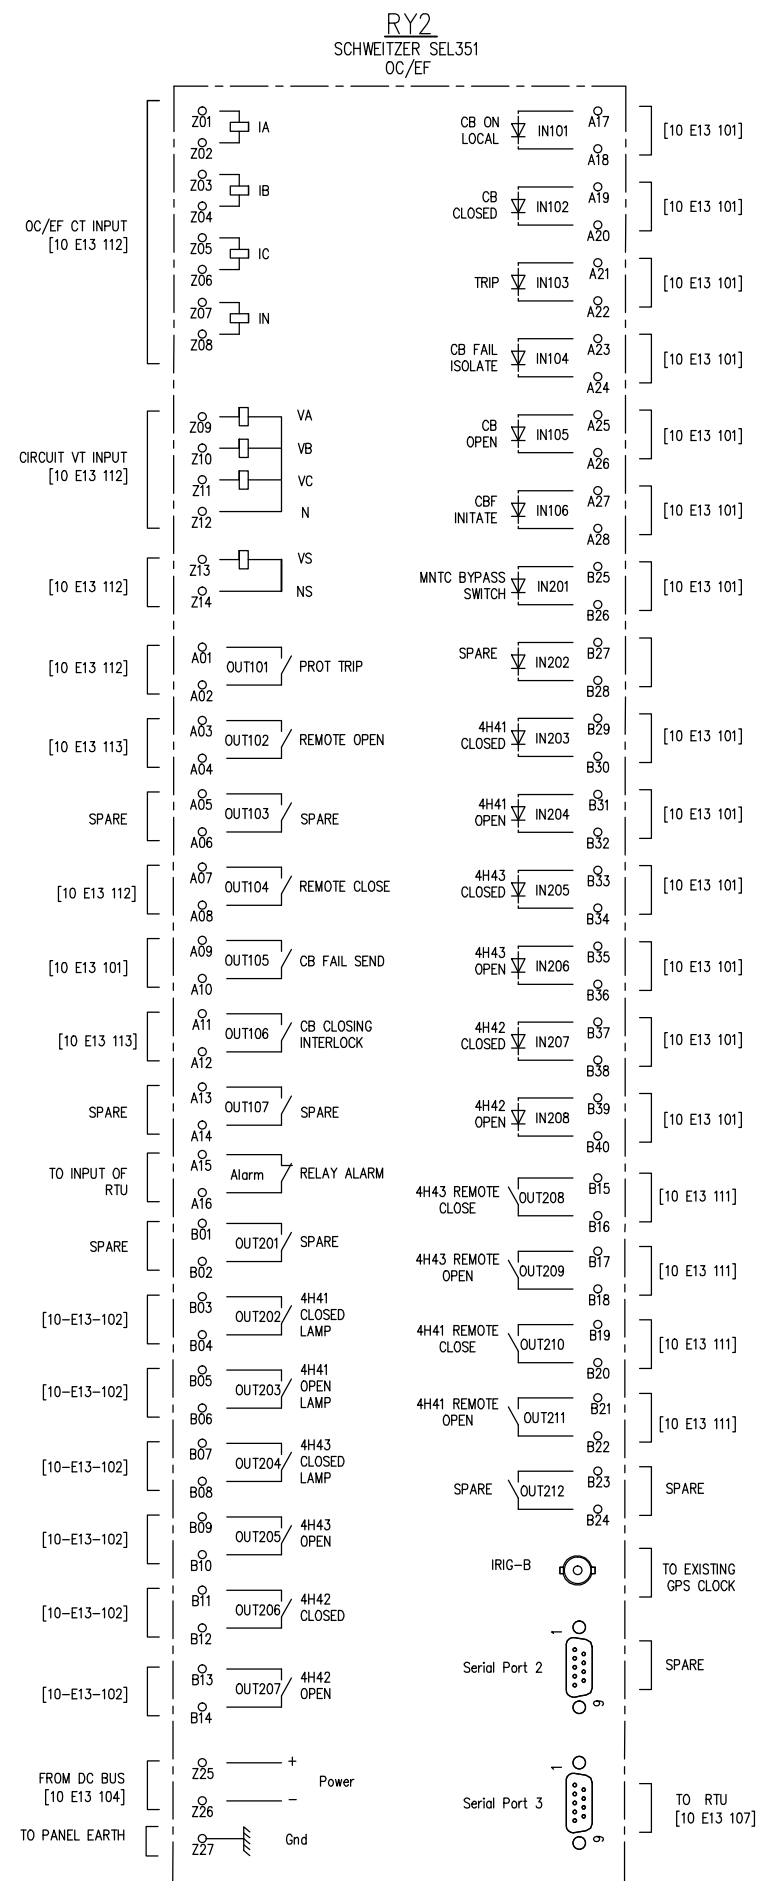 RY2
SCHWEITZER SEL351
OC/EF
OC/EF CT INPUT
[10 E13 112]
Z01
Z02
IA
Z03
Z04
IB
Z05
Z06
IC
Z07
Z08
IN
CIRCUIT VT INPUT
[10 E13 112]
Z09
VA
Z10
VB
Z11
VC
Z12
N
[10 E13 112]
Z13
VS
Z14
NS
[10 E13 112]
A01
A02
OUT101
PROT TRIP
[10 E13 113]
A03
A04
OUT102
REMOTE OPEN
SPARE
A05
A06
OUT103
SPARE
[10 E13 112]
A07
A08
OUT104
REMOTE CLOSE
[10 E13 101]
A09
A10
OUT105
CB FAIL SEND
[10 E13 113]
A11
A12
OUT106
CB CLOSING
INTERLOCK
SPARE
A13
A14
OUT107
SPARE
TO INPUT OF
RTU
A15
A16
Alarm
RELAY ALARM
SPARE
B01
B02
OUT201
SPARE
[10-E13-102]
B03
B04
OUT202
4H41
CLOSED
LAMP
[10-E13-102]
B05
B06
OUT203
4H41
OPEN
LAMP
[10-E13-102]
B07
B08
OUT204
4H43
CLOSED
LAMP
[10-E13-102]
B09
B10
OUT205
4H43
OPEN
[10-E13-102]
B11
B12
OUT206
4H42
CLOSED
[10-E13-102]
B13
B14
OUT207
4H42
OPEN
FROM DC BUS
[10 E13 104]
Z25
+
Z26
–
Power
TO PANEL EARTH
Z27
Gnd
CB ON
LOCAL
IN101
A17
A18
[10 E13 101]
CB
CLOSED
IN102
A19
A20
[10 E13 101]
TRIP
IN103
A21
A22
[10 E13 101]
CB FAIL
ISOLATE
IN104
A23
A24
[10 E13 101]
CB
OPEN
IN105
A25
A26
[10 E13 101]
CBF
INITATE
IN106
A27
A28
[10 E13 101]
MNTC BYPASS
SWITCH
IN201
B25
B26
[10 E13 101]
SPARE
IN202
B27
B28
4H41
CLOSED
IN203
B29
B30
[10 E13 101]
4H41
OPEN
IN204
B31
B32
[10 E13 101]
4H43
CLOSED
IN205
B33
B34
[10 E13 101]
4H43
OPEN
IN206
B35
B36
[10 E13 101]
4H42
CLOSED
IN207
B37
B38
[10 E13 101]
4H42
OPEN
IN208
B39
B40
[10 E13 101]
4H43 REMOTE
CLOSE
OUT208
B15
B16
[10 E13 111]
4H43 REMOTE
OPEN
OUT209
B17
B18
[10 E13 111]
4H41 REMOTE
CLOSE
OUT210
B19
B20
[10 E13 111]
4H41 REMOTE
OPEN
OUT211
B21
B22
[10 E13 111]
SPARE
OUT212
B23
B24
SPARE
IRIG-B
TO EXISTING
GPS CLOCK
Serial Port 2
1
9
SPARE
Serial Port 3
1
9
TO RTU
[10 E13 107]